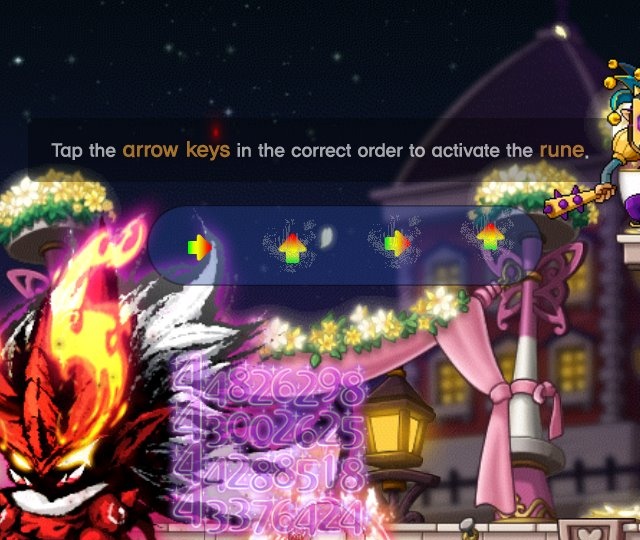 Tap the arrow keys in the correct order to activate the rune.
44826298
43002625
44288518
43376424